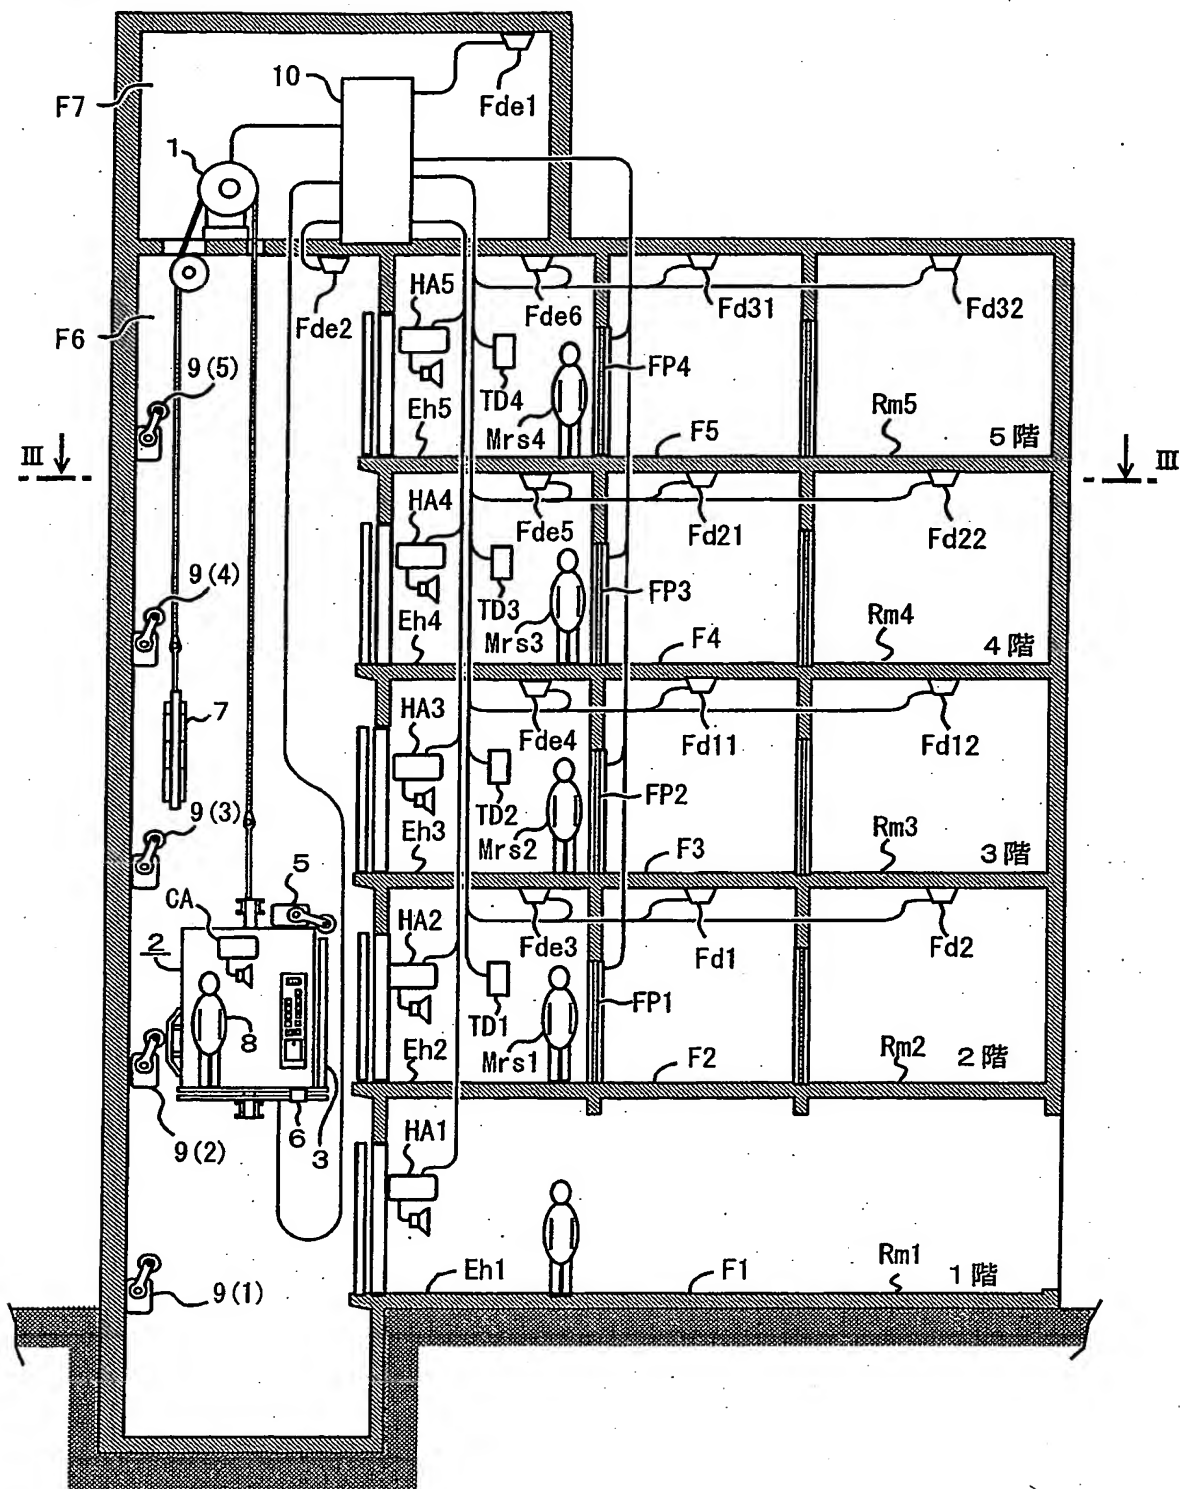 10
Fde1
F7
1
HA5
Fde2
Fde6
Fd31
Fd32
F6
9(5)
TD4
FP4
Eh5
Mrs4
F5
Rm5
5階
III
III
HA4
Fde5
Fd21
Fd22
9(4)
TD3
FP3
Eh4
Mrs3
F4
Rm4
4階
7
HA3
Fde4
Fd11
Fd12
9(3)
TD2
FP2
Eh3
Mrs2
F3
Rm3
3階
CA
5
HA2
Fde3
Fd1
Fd2
2
8
TD1
FP1
Eh2
Mrs1
F2
Rm2
2階
9(2)
6
3
HA1
9(1)
Eh1
F1
Rm1
1階